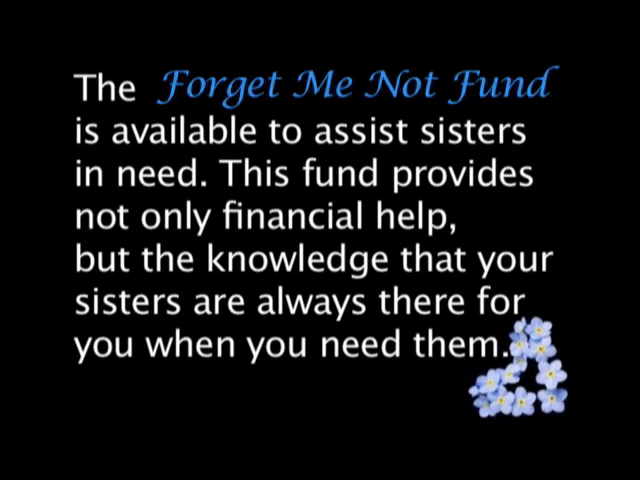 The Forget Me Not Fund
is available to assist sisters
in need. This fund provides
not only financial help,
but the knowledge that your
sisters are always there for
you when you need them.